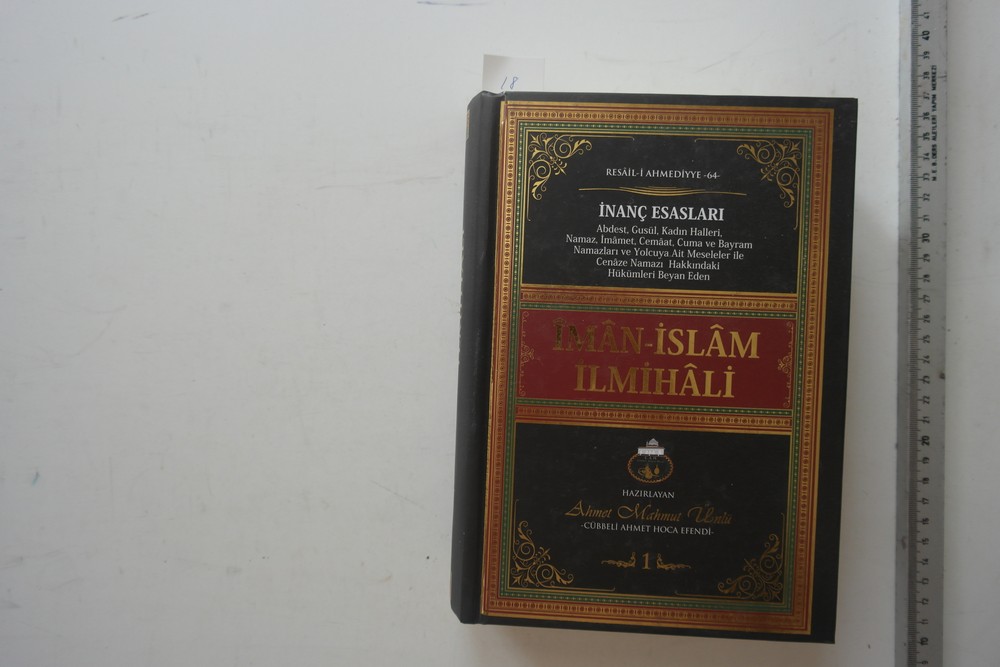 18
RESÂİL-İ AHMEDİYYE -64-
İNANÇ ESASLARI
Abdest, Gusül, Kadın Halleri,
Namaz, İmâmet, Cemâat, Cuma ve Bayram
Namazları ve Yolcuya Ait Meseleler ile
Cenâze Namazı Hakkındaki
Hükümleri Beyan Eden
ÎMÂN-İSLÂM
İLMİHÂLİ
HAZIRLAYAN
Ahmet Mahmut Ünlü
-CÜBBELİ AHMET HOCA EFENDİ-
1